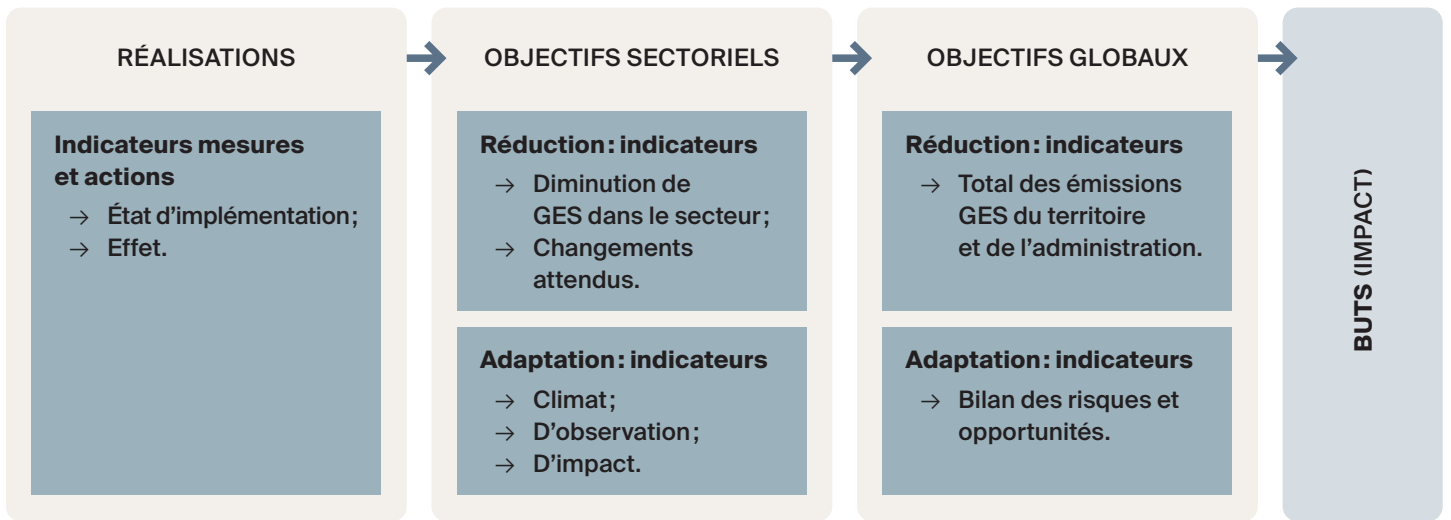 RÉALISATIONS
Indicateurs mesures
et actions
→ État d’implémentation;
→ Effet.
OBJECTIFS SECTORIELS
Réduction: indicateurs
→ Diminution de
GES dans le secteur;
→ Changements
attendus.
Adaptation: indicateurs
→ Climat;
→ D’observation;
→ D’impact.
OBJECTIFS GLOBAUX
Réduction: indicateurs
→ Total des émissions
GES du territoire
et de l’administration.
Adaptation: indicateurs
→ Bilan des risques et
opportunités.
BUTS (IMPACT)